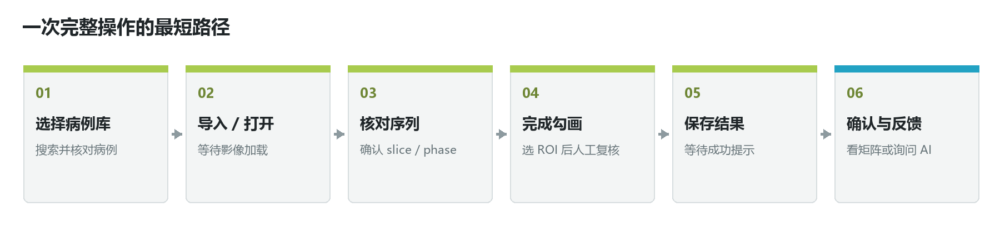 一次完整操作的最短路径
01
选择病例库
搜索并核对病例
02
导入 / 打开
等待影像加载
03
核对序列
确认 slice / phase
04
完成勾画
选 ROI 后人工复核
05
保存结果
等待成功提示
06
确认与反馈
看矩阵或询问 AI